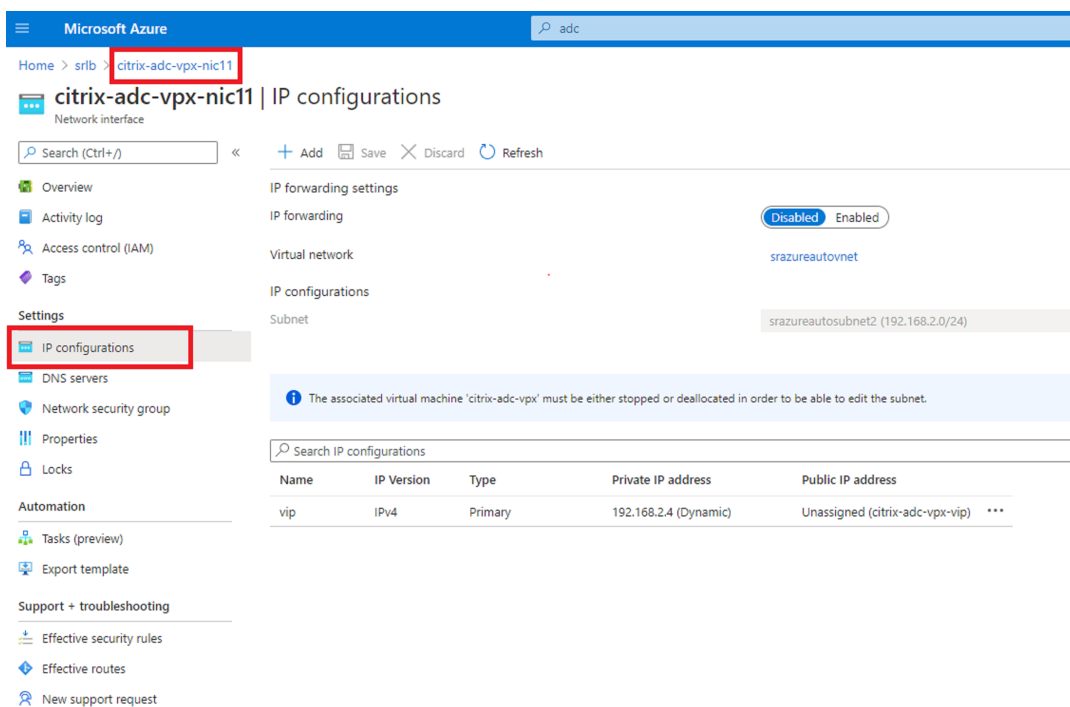 Microsoft Azure
adc
Home > srlb > citrix-adc-vpx-nic11
citrix-adc-vpx-nic11 | IP configurations
Network interface
Search (Ctrl+/)
«
Add Save Discard Refresh
Overview
Activity log
Access control (IAM)
Tags
Settings
IP configurations
DNS servers
Network security group
Properties
Locks
Automation
Tasks (preview)
Export template
Support + troubleshooting
Effective security rules
Effective routes
New support request
IP forwarding settings
IP forwarding Disabled Enabled
Virtual network srazureautovnet
IP configurations
Subnet srazureautosubnet2 (192.168.2.0/24)
The associated virtual machine 'citrix-adc-vpx' must be either stopped or deallocated in order to be able to edit the subnet.
Search IP configurations
Name IP Version Type Private IP address Public IP address
vip IPv4 Primary 192.168.2.4 (Dynamic) Unassigned (citrix-adc-vpx-vip) •••